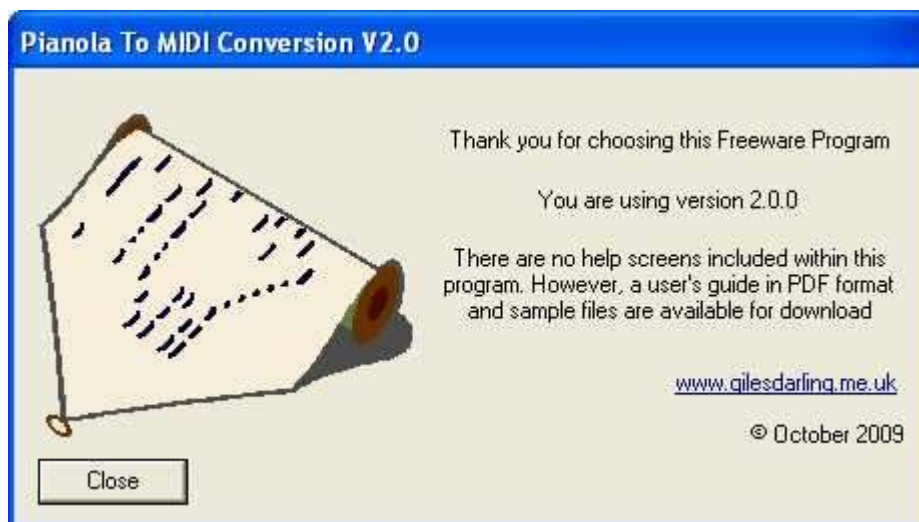 Pianola To MIDI Conversion V2.0
Thank you for choosing this Freeware Program
You are using version 2.0.0
There are no help screens included within this
program. However, a user's guide in PDF format
and sample files are available for download
www.gilesdarling.me.uk
© October 2009
Close